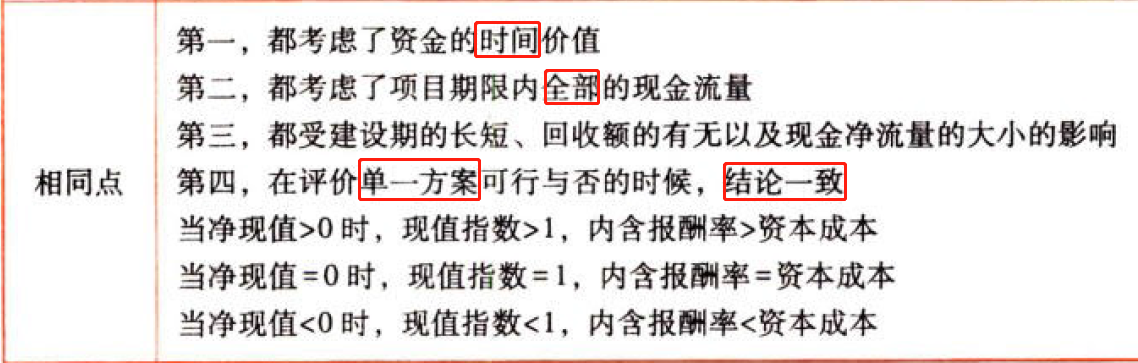 相同点
第一，都考虑了资金的时间价值
第二，都考虑了项目期限内全部的现金流量
第三，都受建设期的长短、回收额的有无以及现金净流量的大小的影响
第四，在评价单一方案可行与否的时候，结论一致
当净现值>0时，现值指数>1，内含报酬率>资本成本
当净现值=0时，现值指数=1，内含报酬率=资本成本
当净现值<0时，现值指数<1，内含报酬率<资本成本